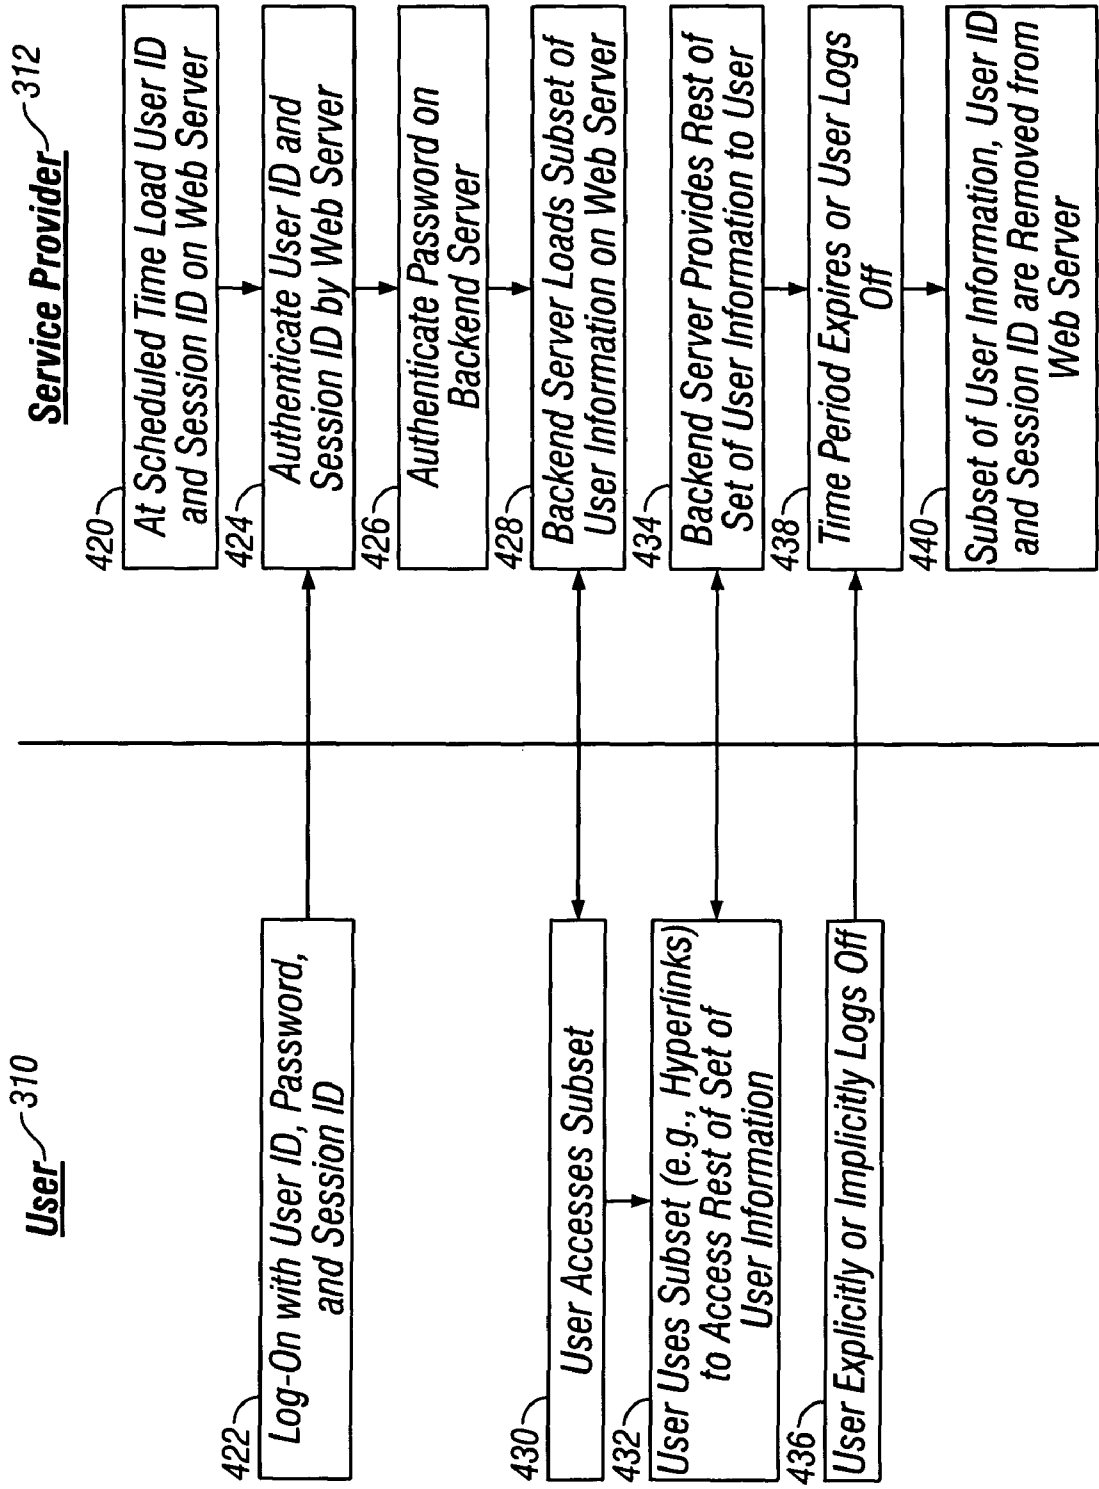 User 310
Service Provider 312
422
Log-On with User ID, Password,
and Session ID
430
User Accesses Subset
432
User Uses Subset (e.g., Hyperlinks)
to Access Rest of Set of
User Information
436
User Explicitly or Implicitly Logs Off
420
At Scheduled Time Load User ID
and Session ID on Web Server
424
Authenticate User ID and
Session ID by Web Server
426
Authenticate Password on
Backend Server
428
Backend Server Loads Subset of
User Information on Web Server
434
Backend Server Provides Rest of
Set of User Information to User
438
Time Period Expires or User Logs
Off
440
Subset of User Information, User ID
and Session ID are Removed from
Web Server